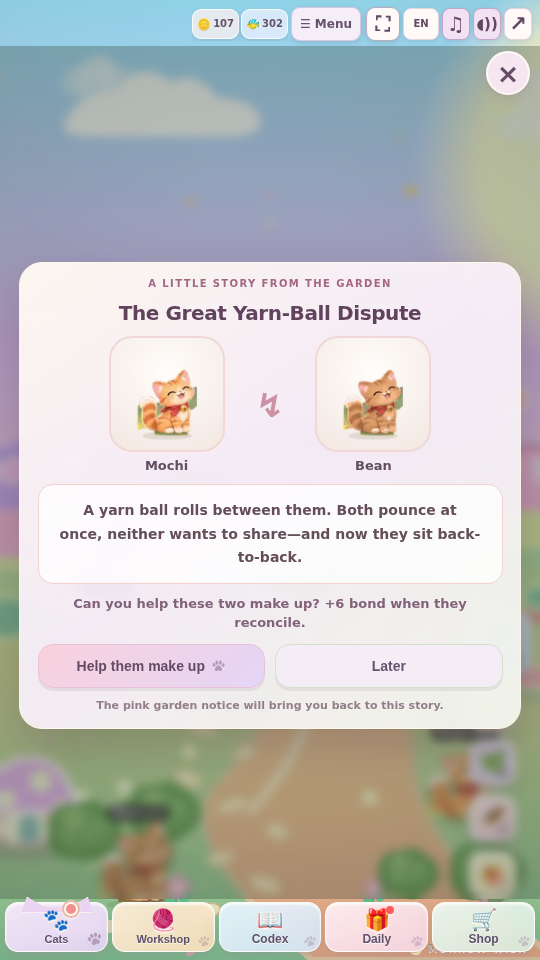 107
302
☰ Menu
EN
A LITTLE STORY FROM THE GARDEN
The Great Yarn-Ball Dispute
Mochi
Bean
A yarn ball rolls between them. Both pounce at
once, neither wants to share—and now they sit back-
to-back.
Can you help these two make up? +6 bond when they
reconcile.
Help them make up
Later
The pink garden notice will bring you back to this story.
Cats
Workshop
Codex
Daily
Shop